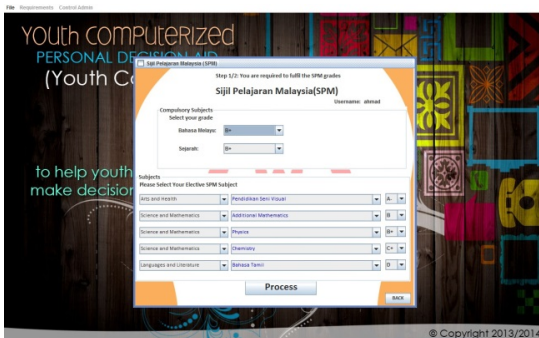 File Requirements Control Admin
YOUTH COMPUTERIZED
PERSONAL DE
(Youth Co
to help youth
make decision
Sijil Pelajaran Malaysia (SPM)
Step 1/2: You are required to fulfil the SPM grades
Sijil Pelajaran Malaysia(SPM)
Username: ahmad
Compulsory Subjects
Select your grade
Bahasa Melayu: B+
Sejarah: B+
Subjects
Please Select Your Elective SPM Subject
Arts and Health Pendidikan Seni Visual A-
Science and Mathematics Additional Mathematics B
Science and Mathematics Physics B+
Science and Mathematics Chemistry C+
Languages and Literature Bahasa Tamil D
Process
BACK
© Copyright 2013/2014